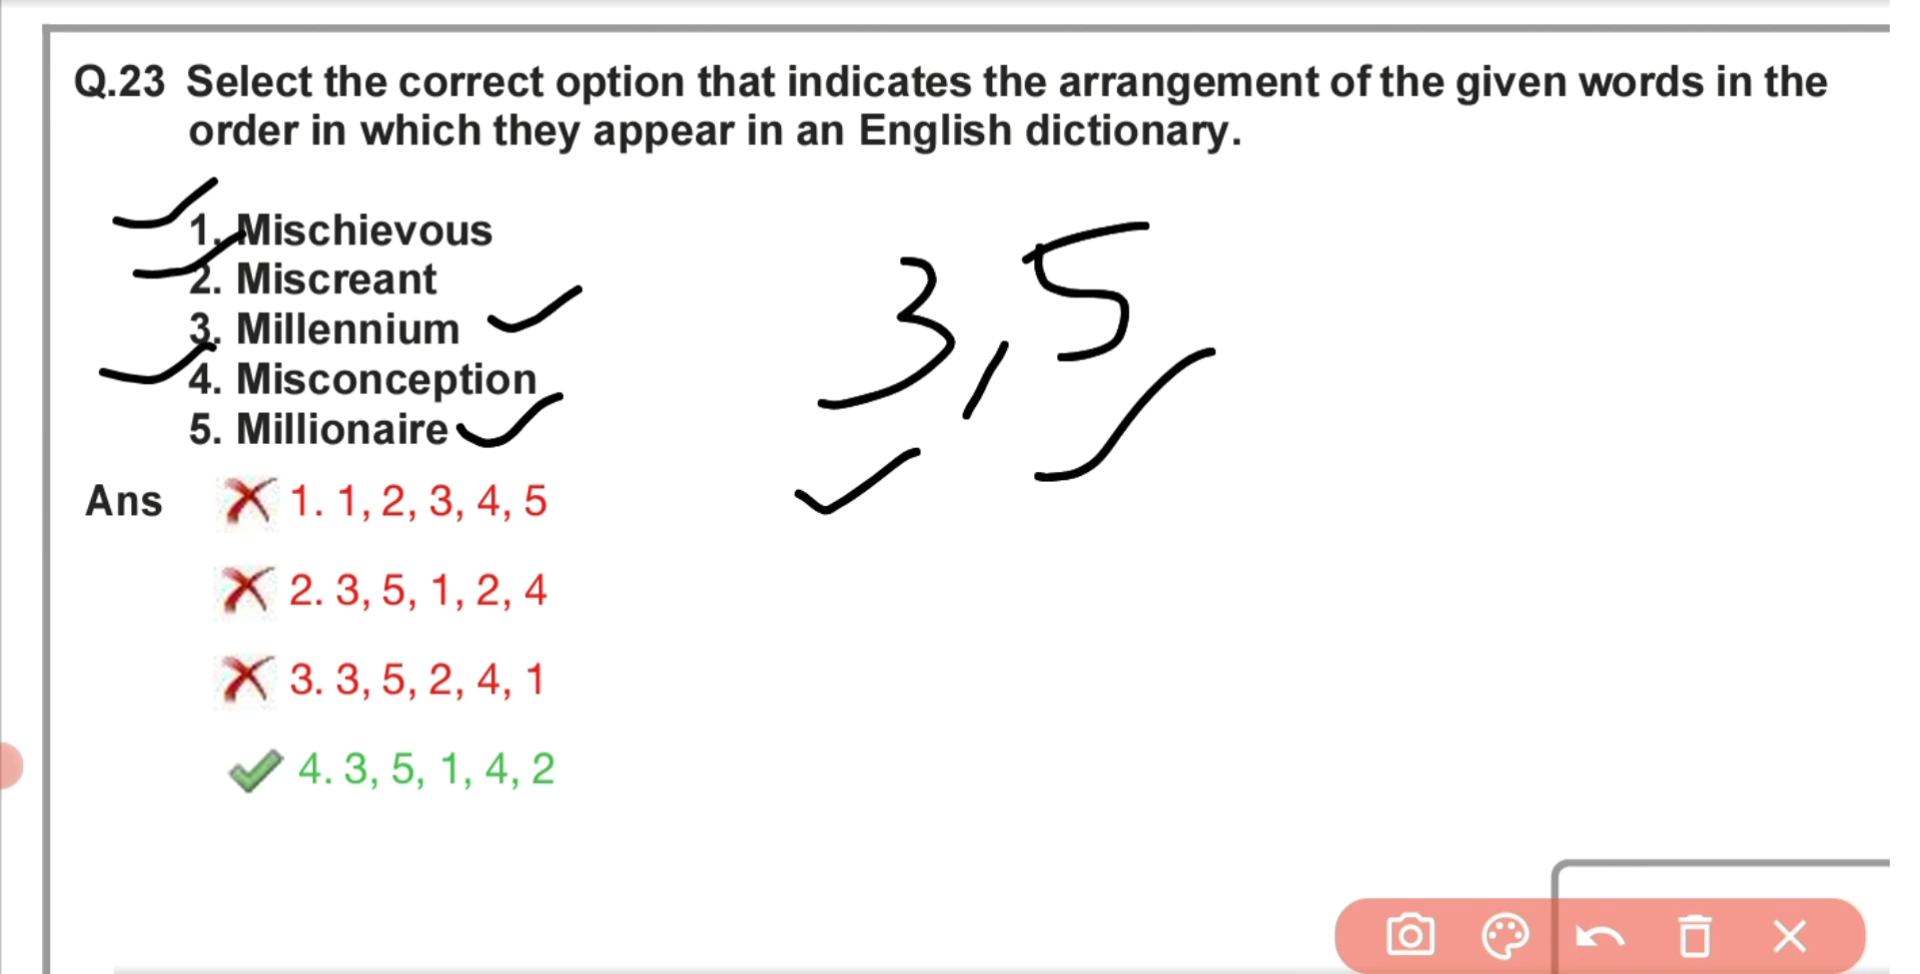 Q.23 Select the correct option that indicates the arrangement of the given words in the
order in which they appear in an English dictionary.
1. Mischievous
2. Miscreant
3. Millennium
4. Misconception
5. Millionaire
3, 5
Ans
1. 1, 2, 3, 4, 5
2. 3, 5, 1, 2, 4
3. 3, 5, 2, 4, 1
4. 3, 5, 1, 4, 2